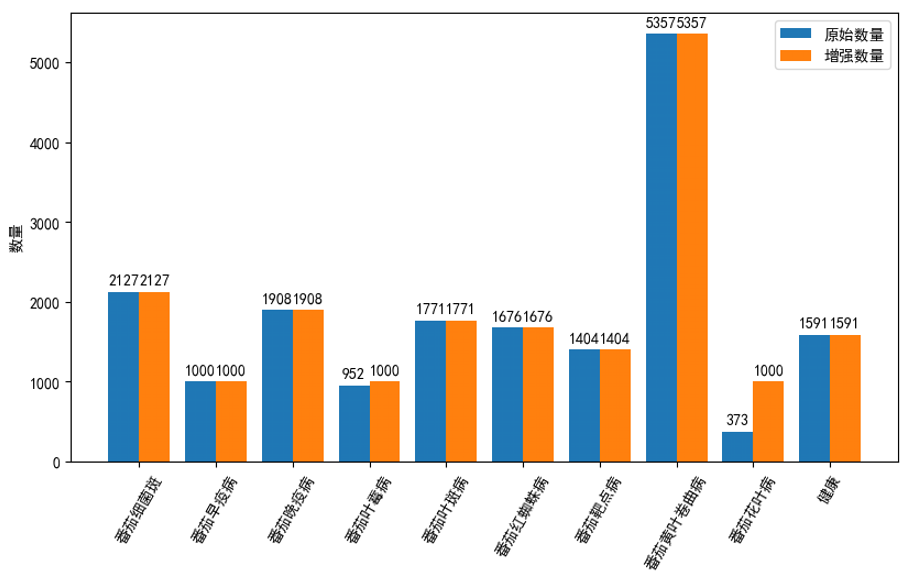 原始数量
增强数量
数量
5000
4000
3000
2000
1000
0
2127 2127
1000 1000
1908 1908
952 1000
1771 1771
1676 1676
1404 1404
5357 5357
373 1000
1591 1591
番茄细菌斑
番茄早疫病
番茄晚疫病
番茄叶霉病
番茄叶斑病
番茄红蜘蛛病
番茄靶点病
番茄黄叶卷曲病
番茄花叶病
健康